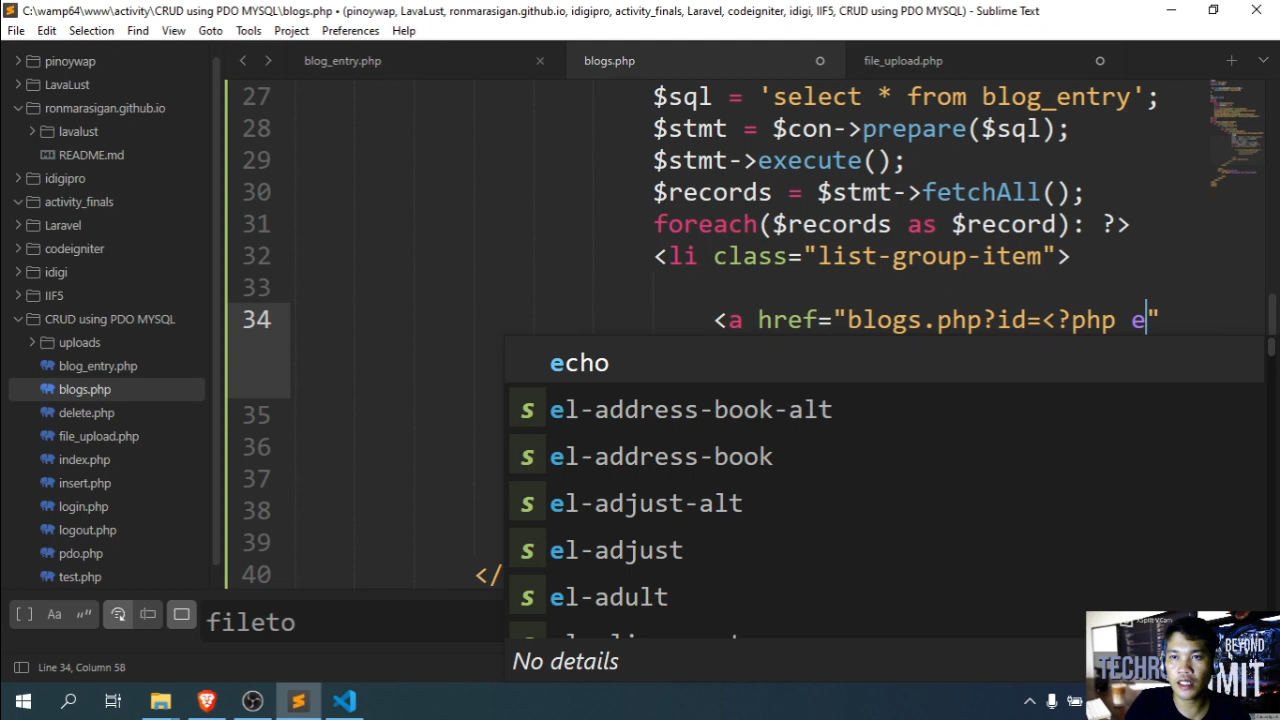 C:\wamp64\www\activity\CRUD using PDO MYSQL\blogs.php • (pinoywap, LavaLust, ronmarasigan.github.io, idigipro, activity_finals, Laravel, codeigniter, idigi, IIF5, CRUD using PDO MYSQL) - Sublime Text
File Edit Selection Find View Goto Tools Project Preferences Help
pinoywap
LavaLust
ronmarasigan.github.io
lavalust
README.md
idigipro
activity_finals
Laravel
codeigniter
idigi
IIF5
CRUD using PDO MYSQL
uploads
blog_entry.php
blogs.php
delete.php
file_upload.php
index.php
insert.php
login.php
logout.php
pdo.php
test.php
blog_entry.php blogs.php file_upload.php
27 $sql = 'select * from blog_entry';
28 $stmt = $con->prepare($sql);
29 $stmt->execute();
30 $records = $stmt->fetchAll();
31 foreach($records as $record): ?>
32 <li class="list-group-item">
33
34 <a href="blogs.php?id=<?php e"
35
36
37
38
39
40 </
echo
el-address-book-alt
el-address-book
el-adjust-alt
el-adjust
el-adult
No details
Aa
fileto
Line 34, Column 58
BEYOND